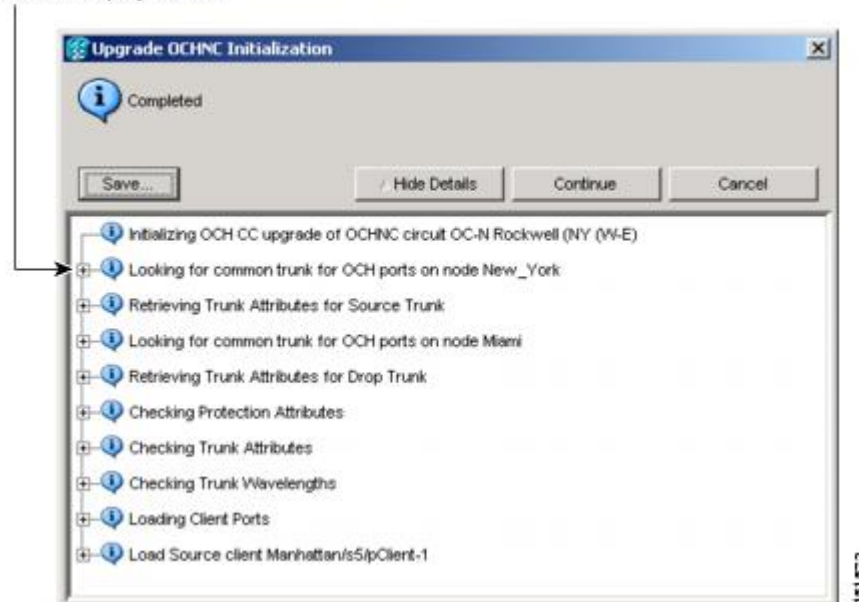 Upgrade OCHNC Initialization
Completed
Save...
Hide Details
Continue
Cancel
Initializing OCH CC upgrade of OCHNC circuit OC-N Rockwell (NY (W-E)
Looking for common trunk for OCH ports on node New_York
Retrieving Trunk Attributes for Source Trunk
Looking for common trunk for OCH ports on node Miami
Retrieving Trunk Attributes for Drop Trunk
Checking Protection Attributes
Checking Trunk Attributes
Checking Trunk Wavelengths
Loading Client Ports
Load Source client Manhattan/s5/pClient-1